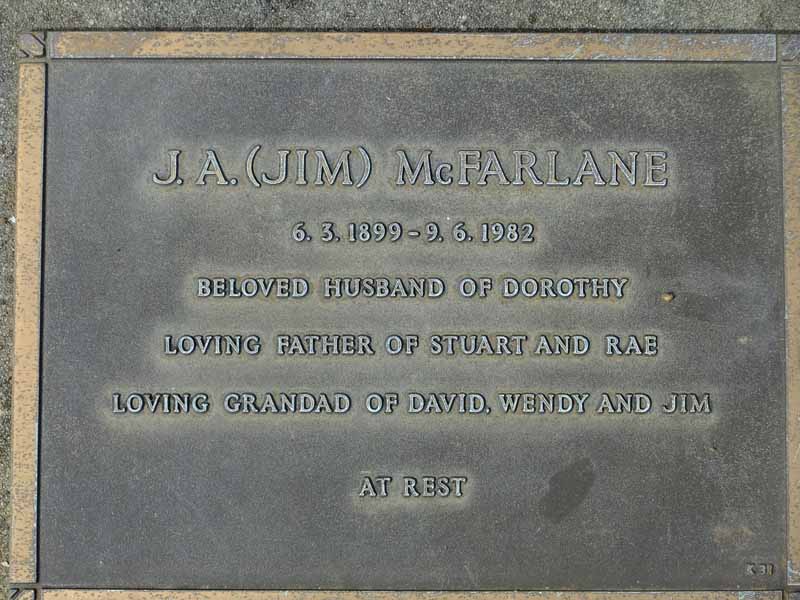 J. A. (JIM) McFARLANE
6. 3. 1899 - 9. 6. 1982
BELOVED HUSBAND OF DOROTHY
LOVING FATHER OF STUART AND RAE
LOVING GRANDAD OF DAVID, WENDY AND JIM
AT REST